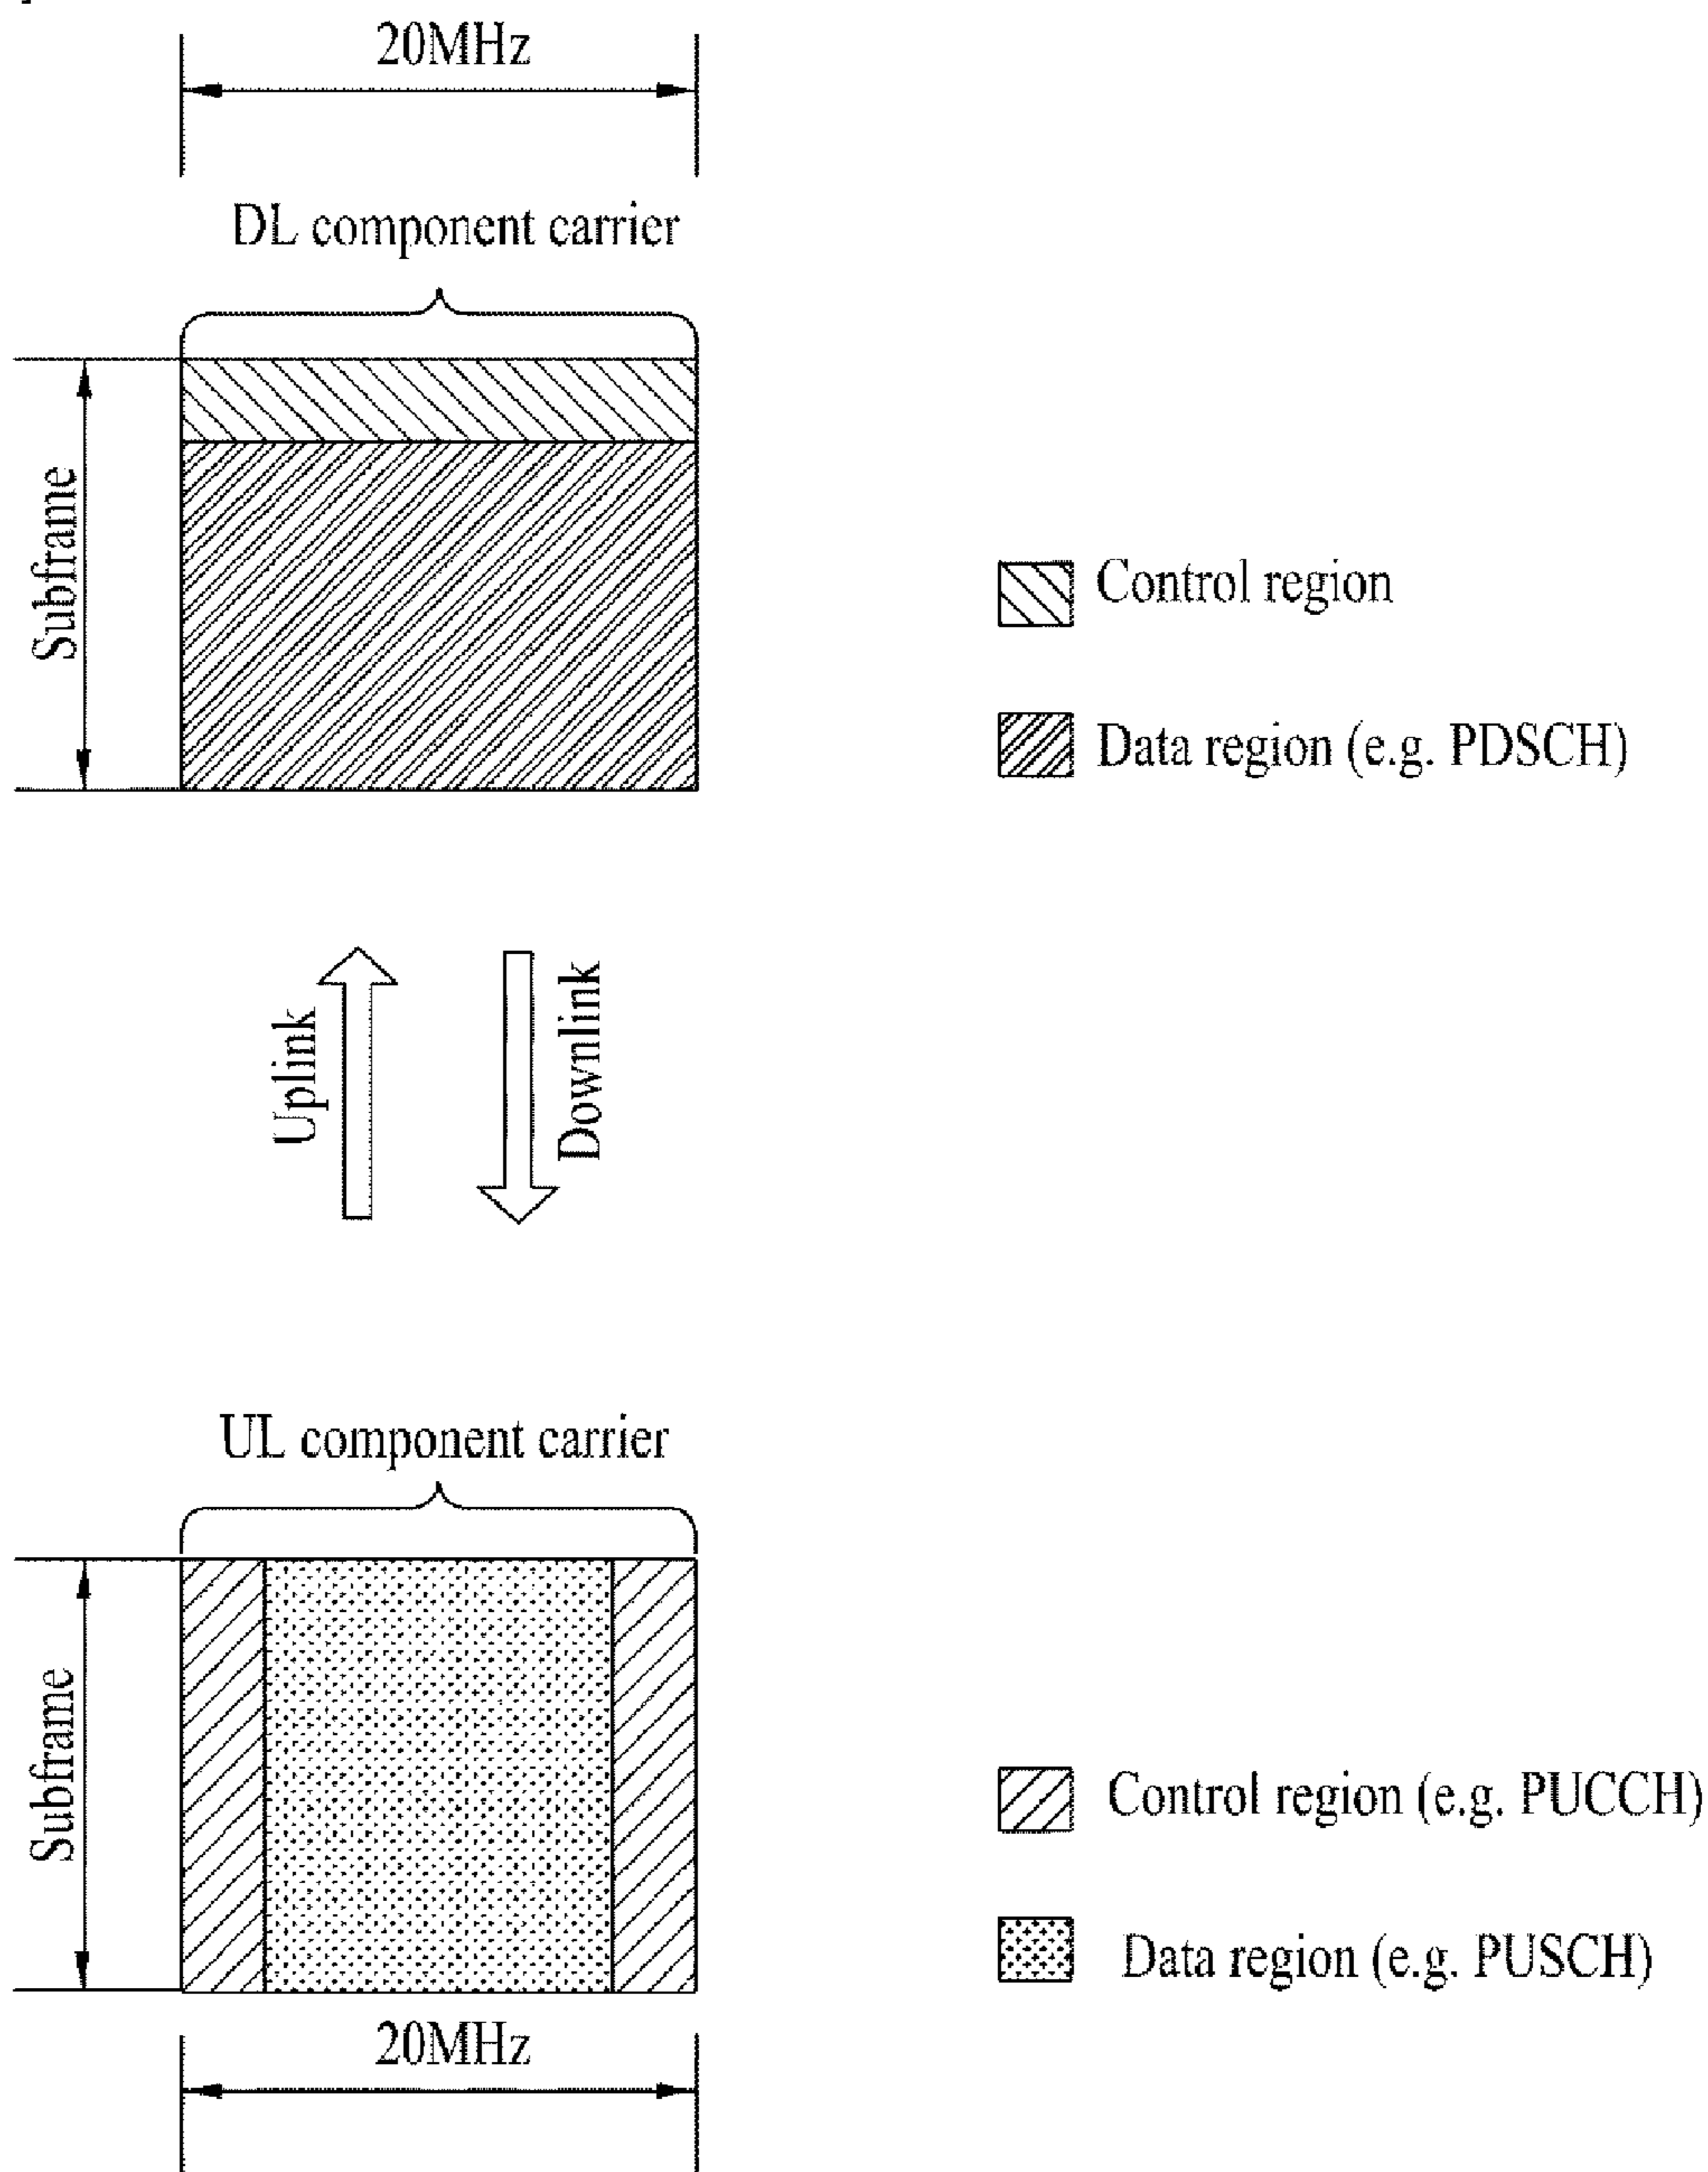 20MHz
DL component carrier
Subframe
Control region
Data region (e.g. PDSCH)
Uplink
Downlink
UL component carrier
Subframe
Control region (e.g. PUCCH)
Data region (e.g. PUSCH)
20MHz